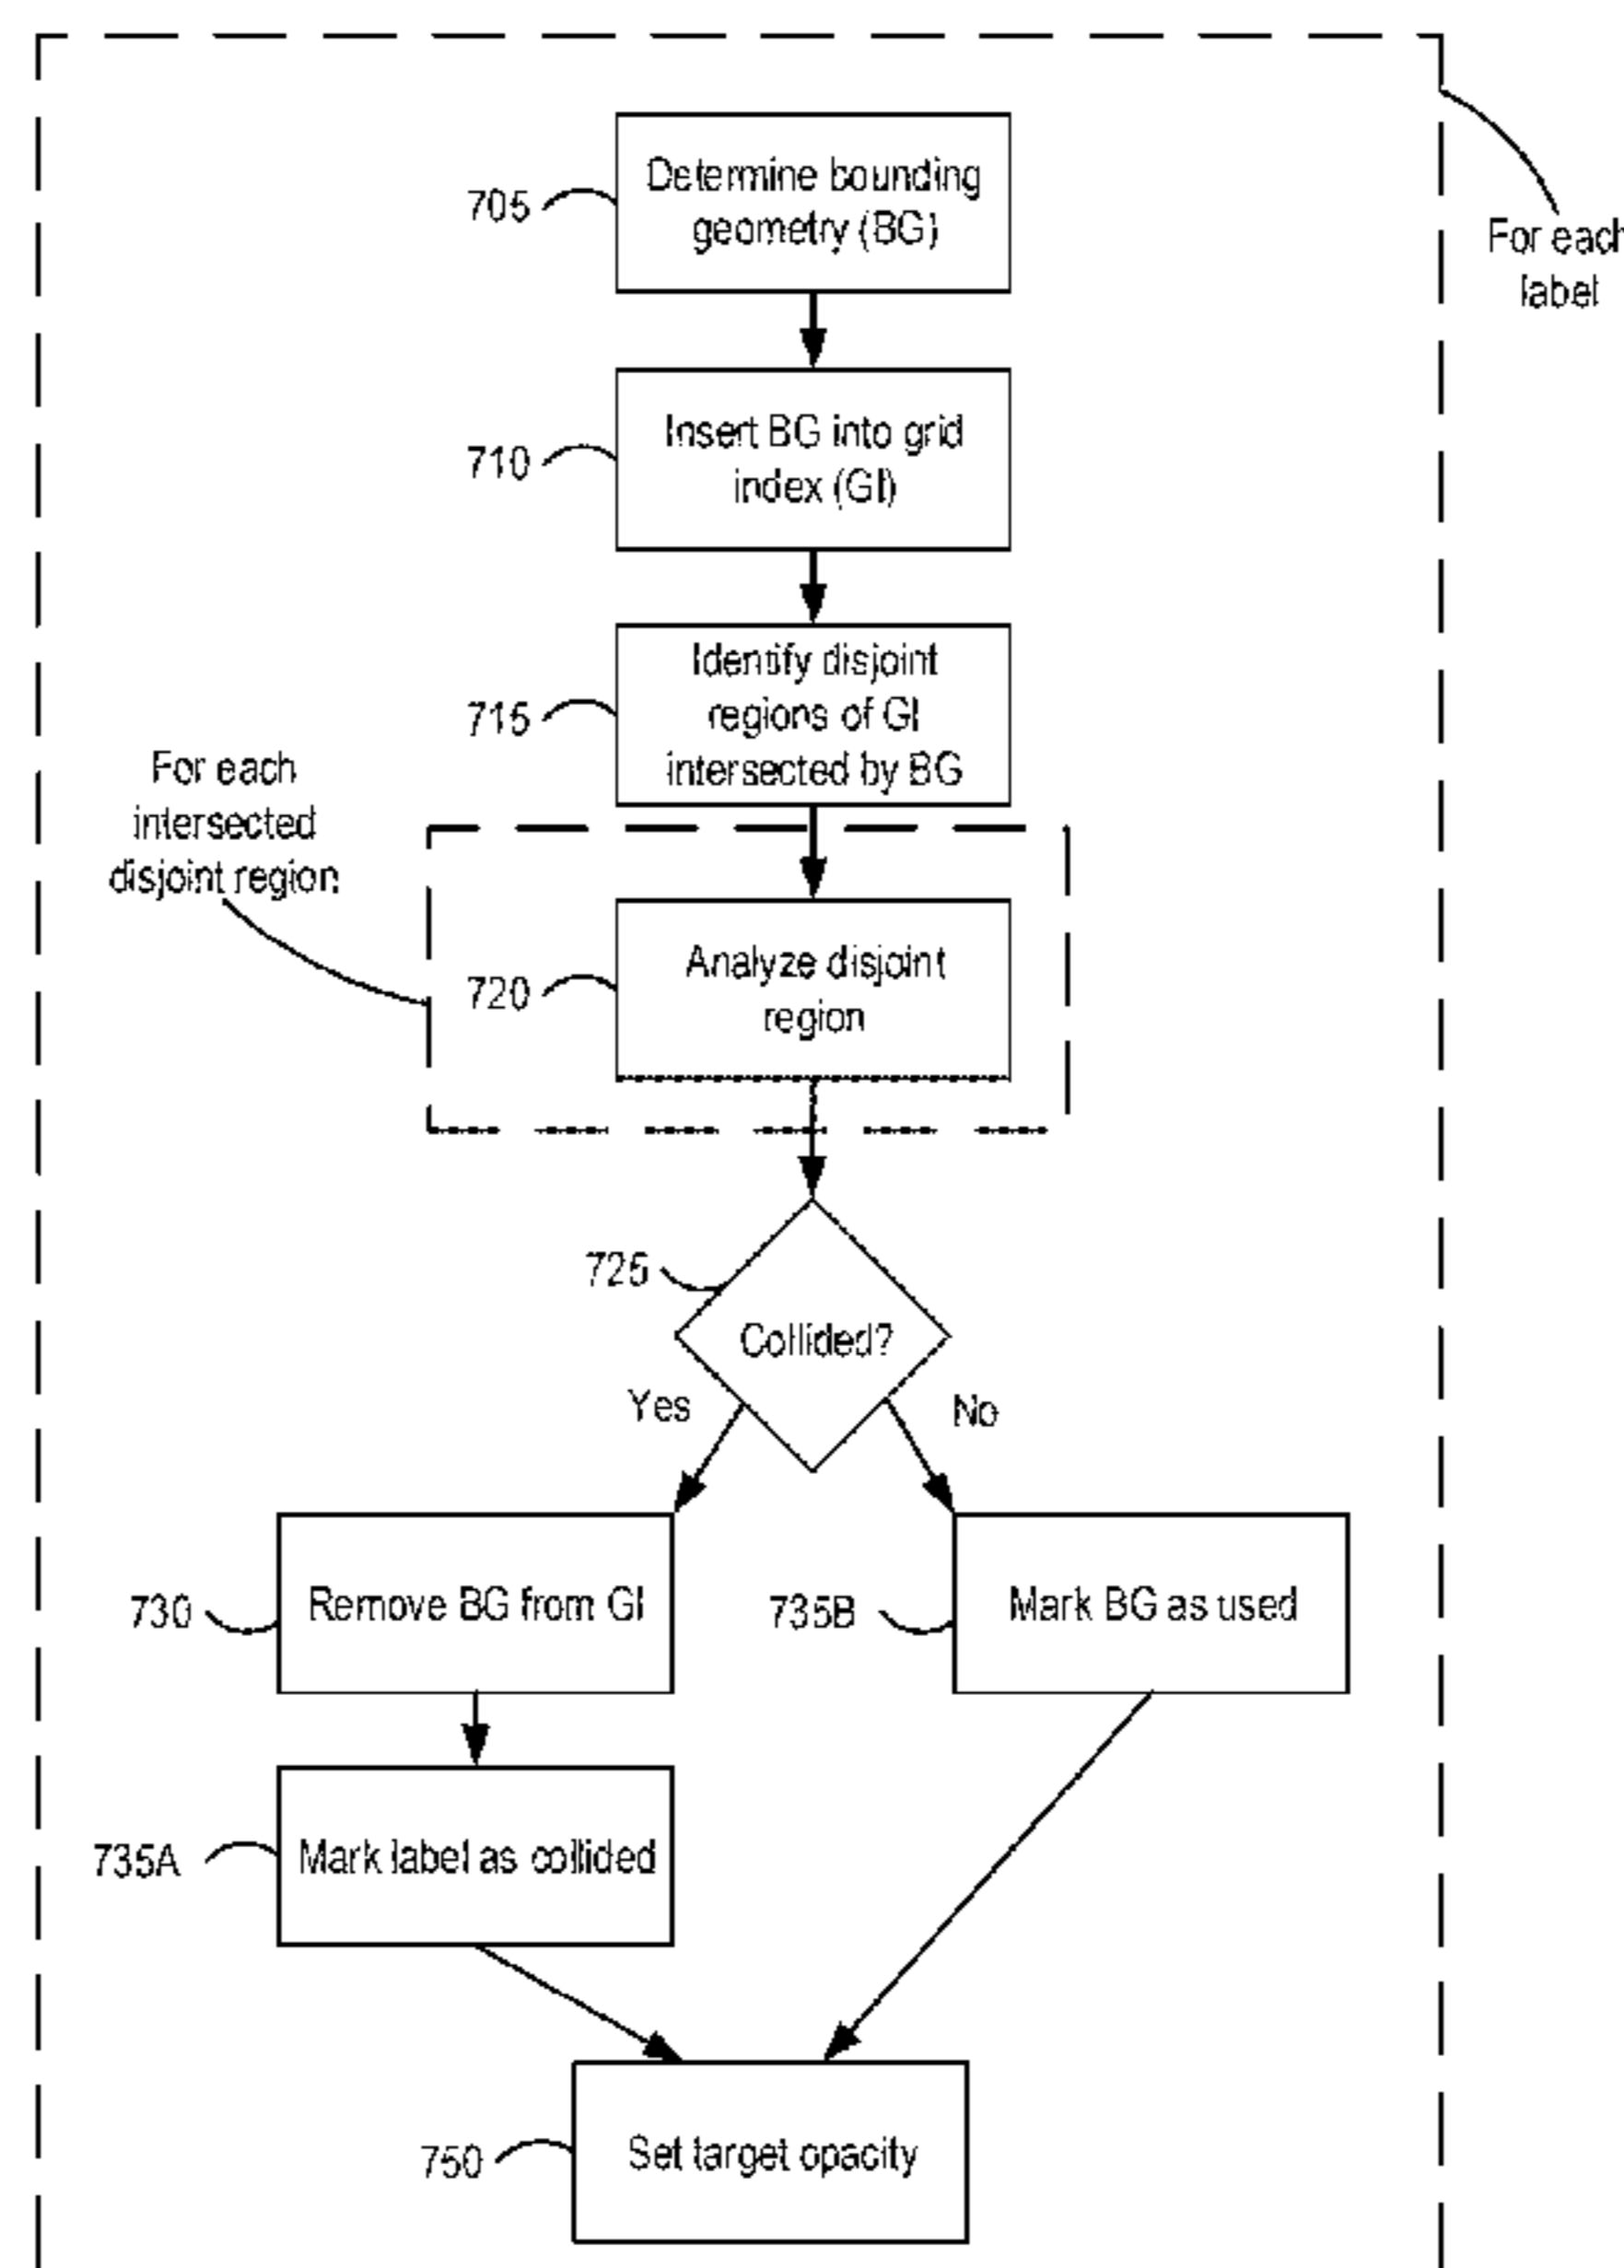 705
Determine bounding
geometry (BG)
For each
label
710
Insert BG into grid
index (GI)
715
Identify disjoint
regions of GI
intersected by BG
For each
intersected
disjoint region
720
Analyze disjoint
region
725
Collided?
Yes
No
730
Remove BG from GI
735B
Mark BG as used
735A
Mark label as collided
750
Set target opacity